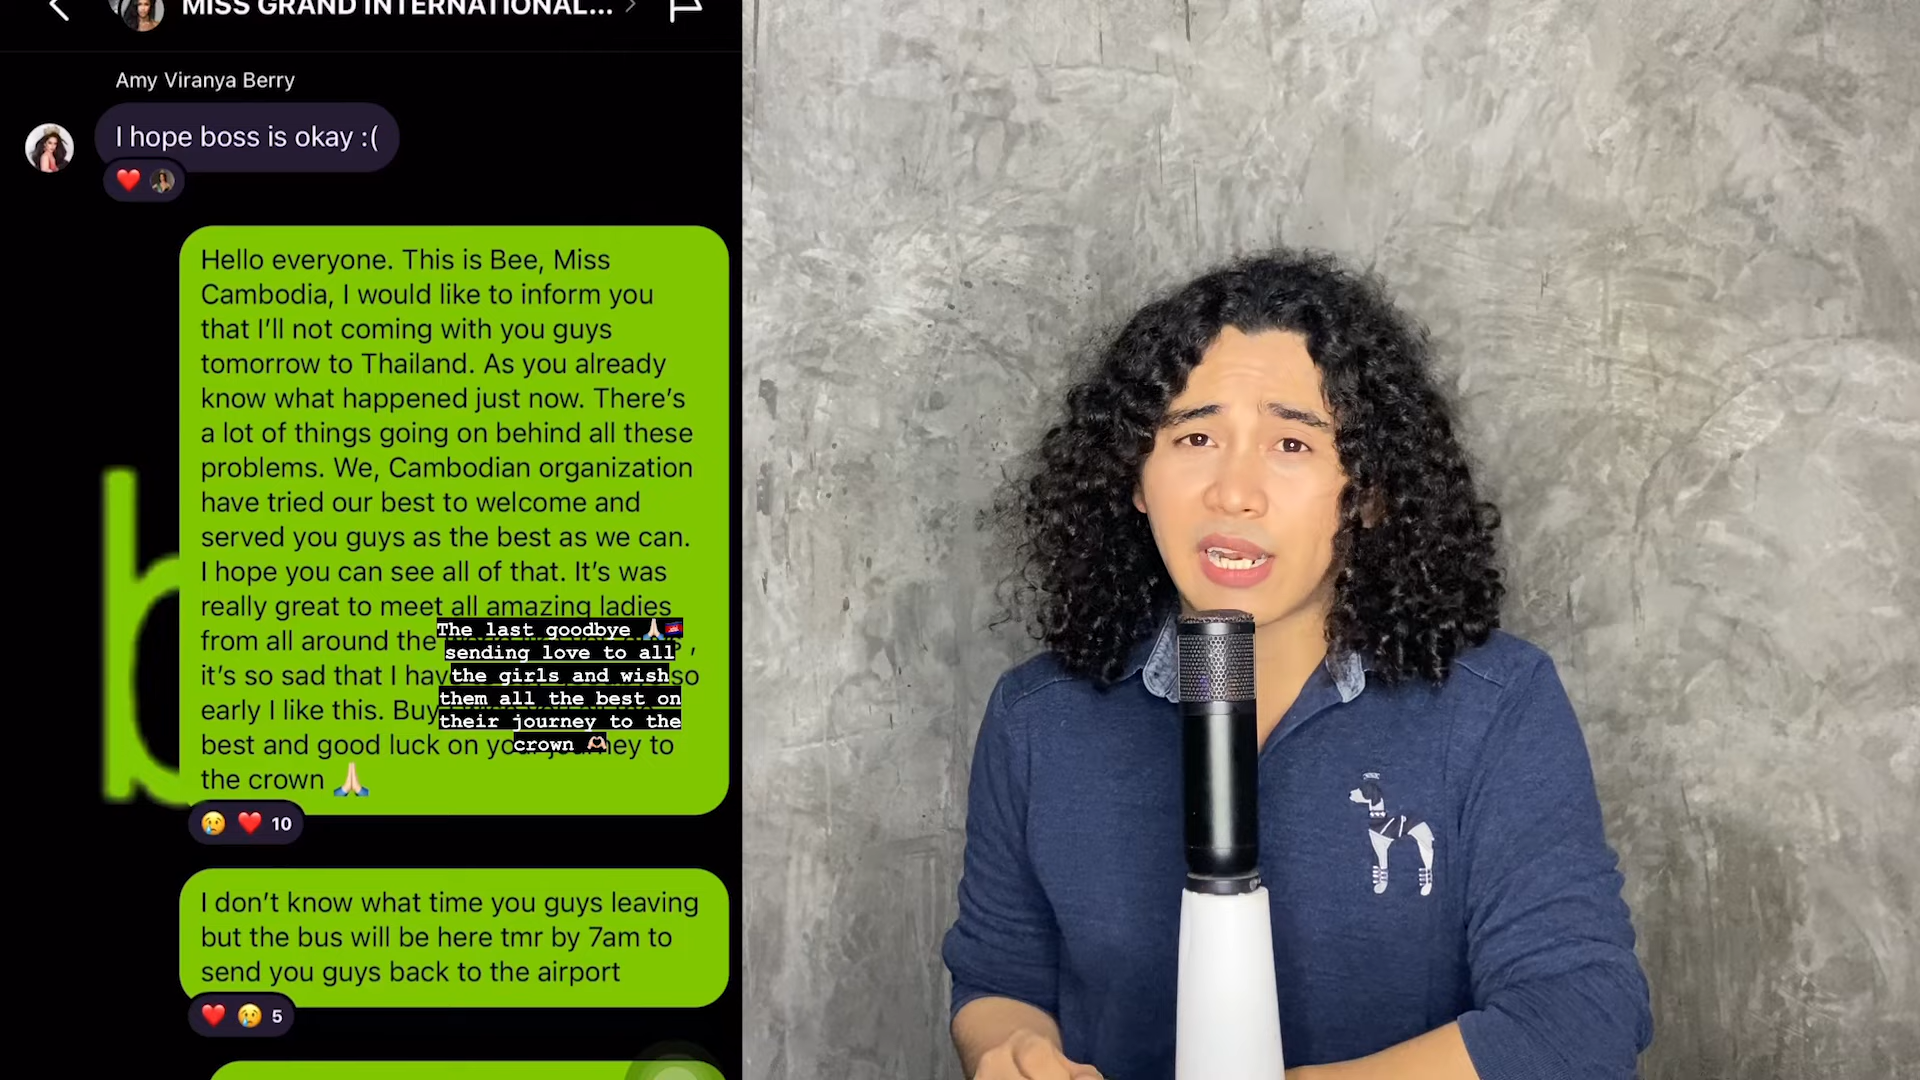 MISS GRAND INTERNATIONAL...
Amy Viranya Berry
I hope boss is okay :(
Hello everyone. This is Bee, Miss
Cambodia, I would like to inform you
that I'll not coming with you guys
tomorrow to Thailand. As you already
know what happened just now. There's
a lot of things going on behind all these
problems. We, Cambodian organization
have tried our best to welcome and
served you guys as the best as we can.
I hope you can see all of that. It's was
really great to meet all amazing ladies
from all around the
it's so sad that I so
early I like this.
best and good luck on to
the crown 🙏🏻
The last goodbye 🙏🏻🇰🇭
sending love to all
the girls and wish
them all the best on
their journey to the
crown 🫶🏻
😢 ❤️ 10
I don't know what time you guys leaving
but the bus will be here tmr by 7am to
send you guys back to the airport
❤️ 😢 5